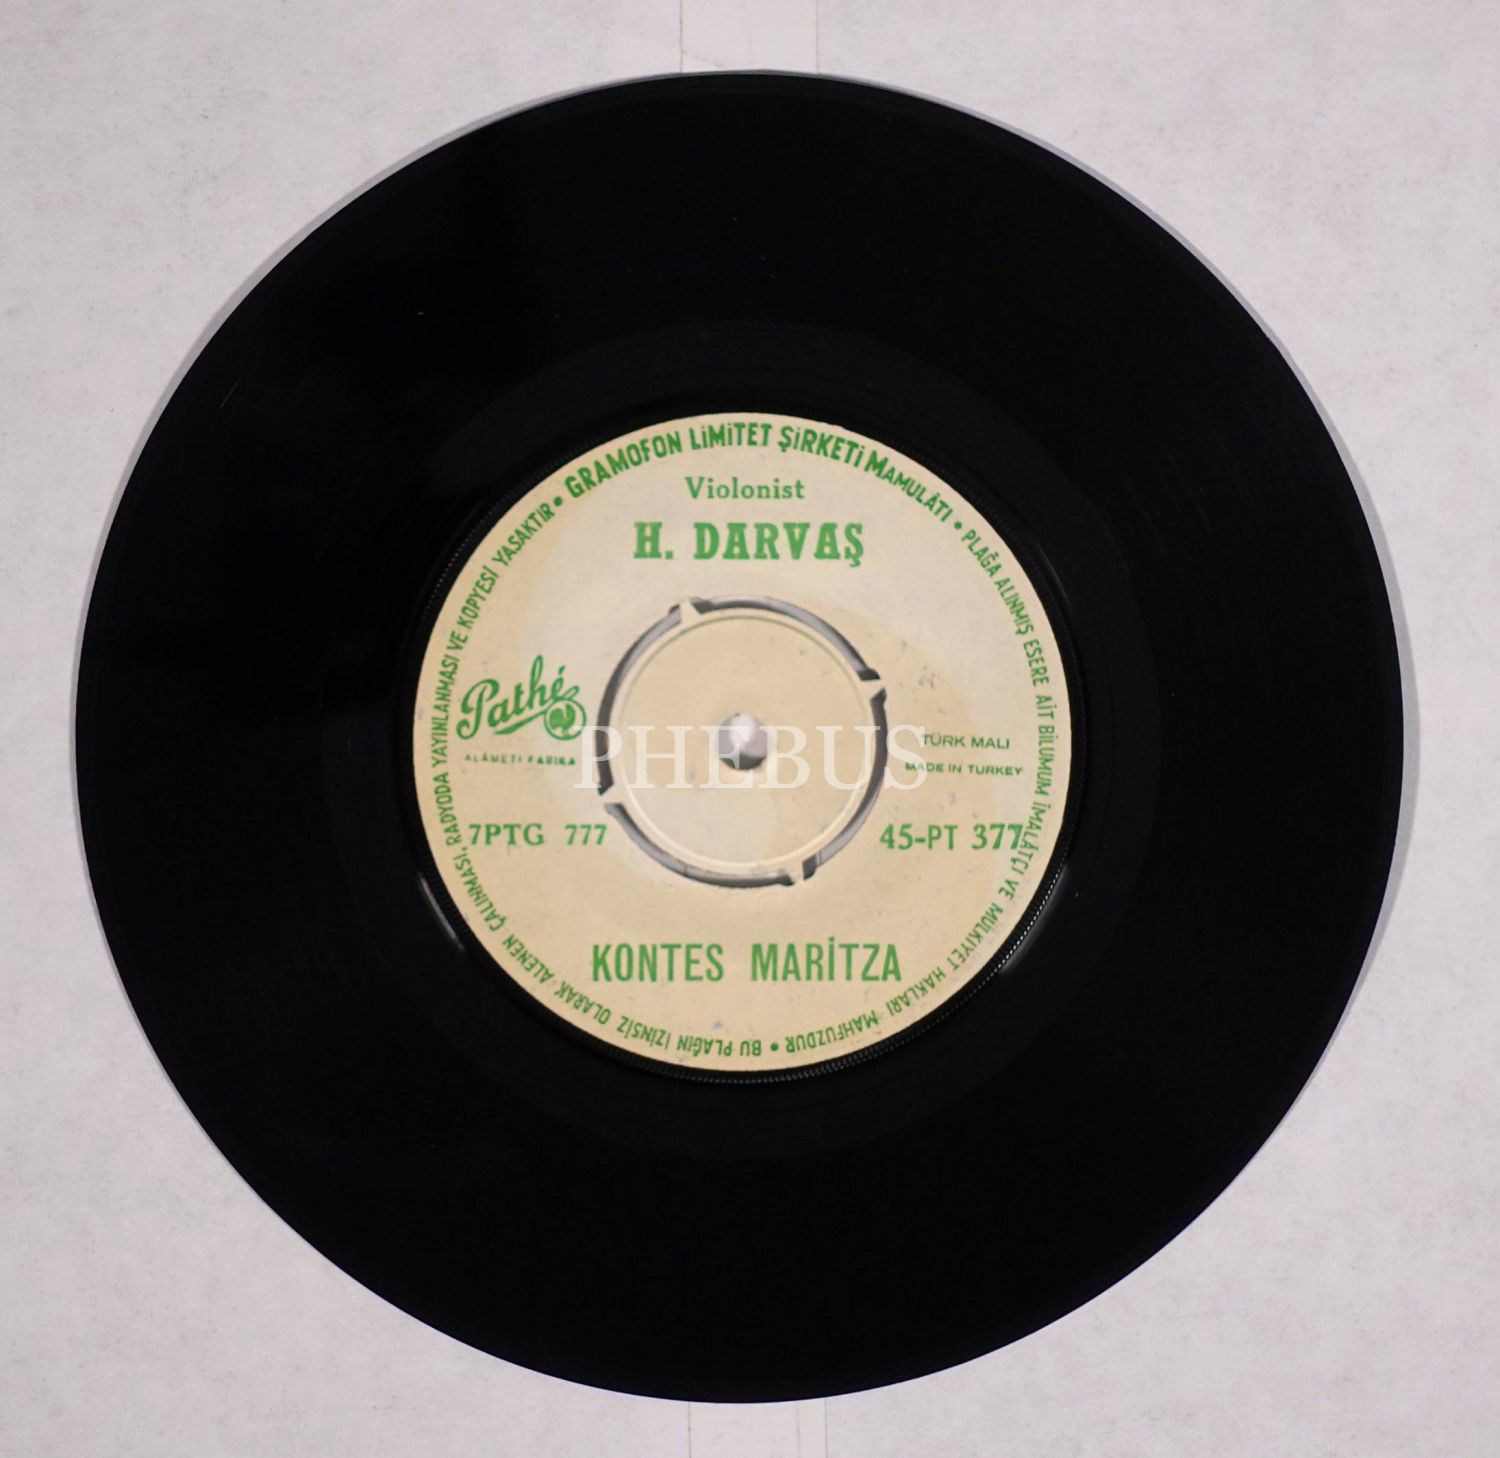 GRAMOFON LİMİTET ŞİRKETİ MAMULÂTI • PLAĞA ALINMIŞ ESERE AİT BİLUMUM İMALATÇI VE MÜLKİYET HAKLARI MAHFUZDUR • BU PLAĞIN İZİNSİZ OLARAK ALENEN ÇALINMASI, RADYODA YAYINLANMASI VE KOPYESİ YASAKTIR •
Violonist
H. DARVAŞ
Pathé
ALÂMETİ FARİKA
PHEBUS
TÜRK MALI
MADE IN TURKEY
7PTG 777
45-PT 377
KONTES MARİTZA